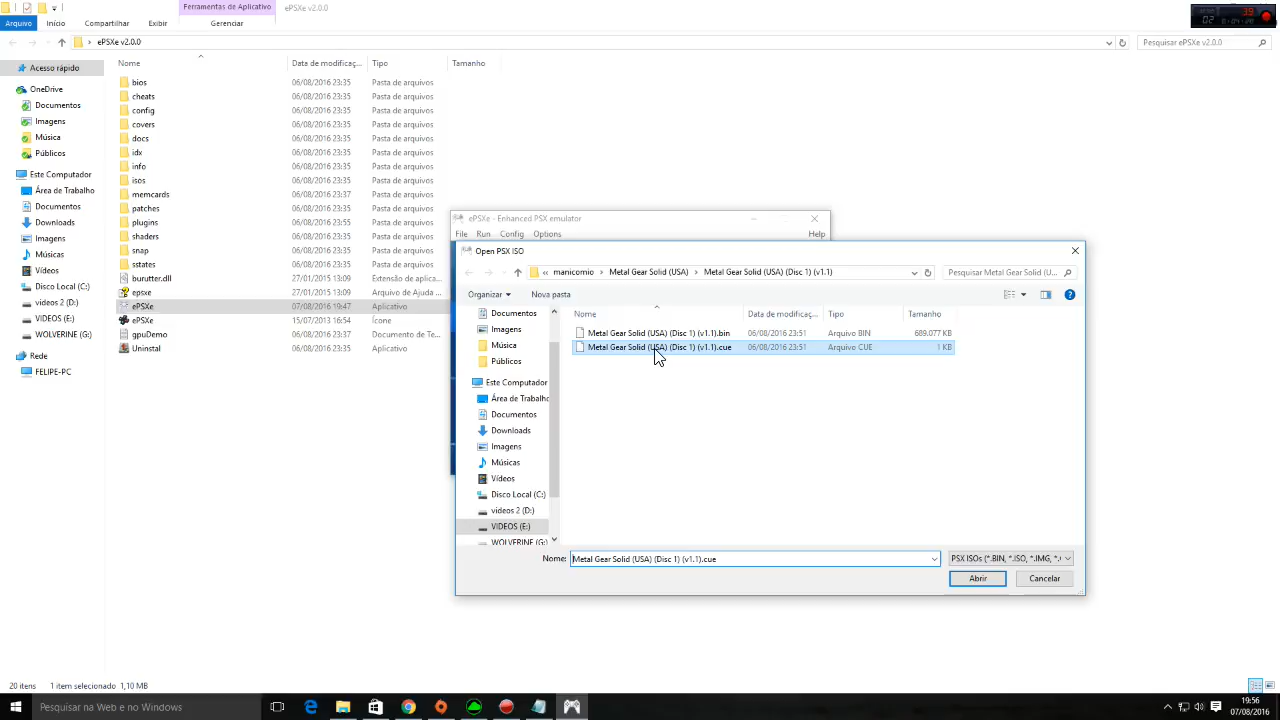 Ferramentas de Aplicativo
ePSXe v2.0.0
Arquivo
Início
Compartilhar
Exibir
Gerenciar
ePSXe v2.0.0
Pesquisar ePSXe v2.0.0
Nome
Data de modificaç...
Tipo
Tamanho
Acesso rápido
OneDrive
Documentos
Imagens
Música
Públicos
Este Computador
Área de Trabalho
Documentos
Downloads
Imagens
Músicas
Vídeos
Disco Local (C:)
videos 2 (D:)
VIDEOS (E:)
WOLVERINE (G:)
Rede
FELIPE-PC
bios 06/08/2016 23:35 Pasta de arquivos
cheats 06/08/2016 23:35 Pasta de arquivos
config 06/08/2016 23:35 Pasta de arquivos
covers 06/08/2016 23:35 Pasta de arquivos
docs 06/08/2016 23:35 Pasta de arquivos
idx 06/08/2016 23:35 Pasta de arquivos
info 06/08/2016 23:35 Pasta de arquivos
isos 06/08/2016 23:35 Pasta de arquivos
memcards 06/08/2016 23:37 Pasta de arquivos
patches 06/08/2016 23:35 Pasta de arquivos
plugins 06/08/2016 23:55 Pasta de arquivos
shaders 06/08/2016 23:35 Pasta de arquivos
snap 06/08/2016 23:35 Pasta de arquivos
sstates 06/08/2016 23:35 Pasta de arquivos
burutter.dll 27/01/2015 13:09 Extensão de aplica...
epsxe 27/01/2015 13:09 Arquivo de Ajuda ...
ePSXe 07/08/2016 19:47 Aplicativo
ePSXe 15/07/2013 16:54 Ícone
gpuDemo 06/08/2016 23:37 Documento de Te...
Uninstal 06/08/2016 23:35 Aplicativo
ePSXe - Enhanced PSX emulator
File Run Config Options Help
Open PSX ISO
« manicomio › Metal Gear Solid (USA) › Metal Gear Solid (USA) (Disc 1) (v1.1)
Pesquisar Metal Gear Solid (U...
Organizar
Nova pasta
Documentos
Imagens
Música
Públicos
Este Computador
Área de Trabalho
Documentos
Downloads
Imagens
Músicas
Vídeos
Disco Local (C:)
videos 2 (D:)
VIDEOS (E:)
WOLVERINE (G:)
Nome
Data de modificaç...
Tipo
Tamanho
Metal Gear Solid (USA) (Disc 1) (v1.1).bin 06/08/2016 23:51 Arquivo BIN 689.077 KB
Metal Gear Solid (USA) (Disc 1) (v1.1).cue 06/08/2016 23:51 Arquivo CUE 1 KB
Nome: Metal Gear Solid (USA) (Disc 1) (v1.1).cue
PSX ISOs (*.BIN, *.ISO, *.IMG, *.
Abrir
Cancelar
20 itens 1 item selecionado 1,10 MB
Pesquisar na Web e no Windows
19:56
07/08/2016